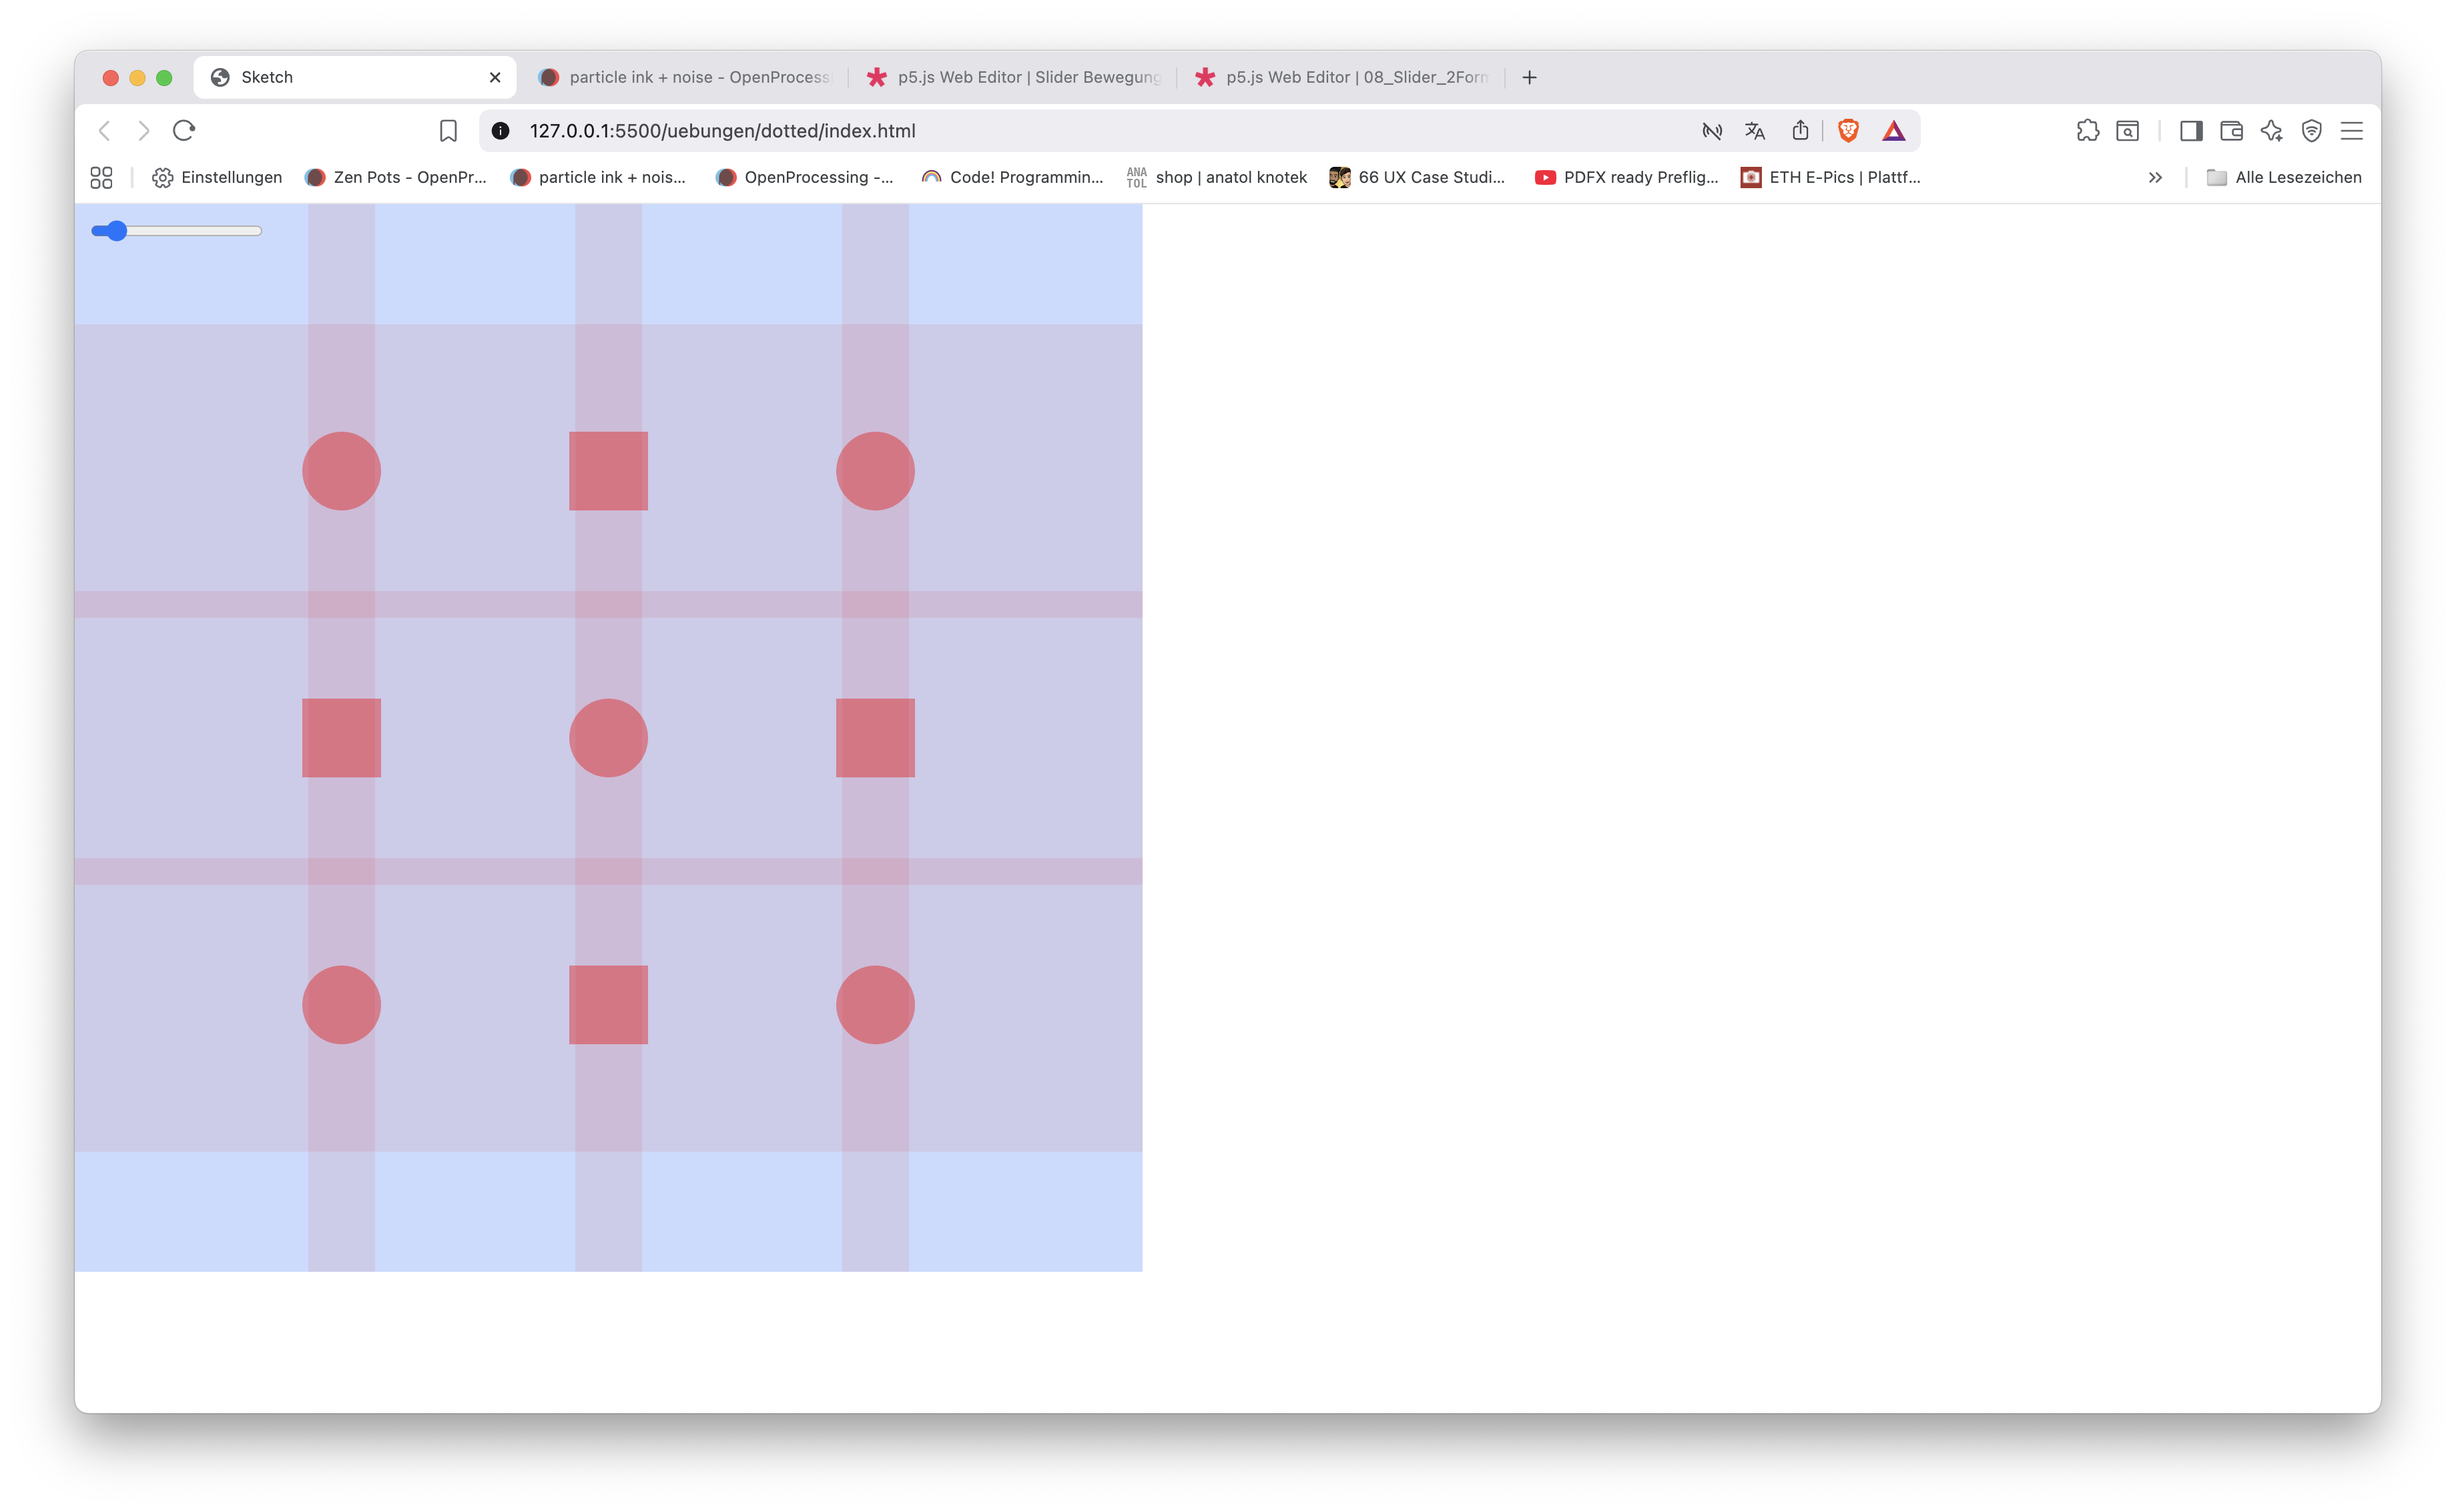 Sketch
particle ink + noise - OpenProcess
p5.js Web Editor | Slider Bewegung
p5.js Web Editor | 08_Slider_2Form
127.0.0.1:5500/uebungen/dotted/index.html
Einstellungen
Zen Pots - OpenPr...
particle ink + nois...
OpenProcessing -...
Code! Programmin...
ANA
TOL
shop | anatol knotek
66 UX Case Studi...
PDFX ready Preflig...
ETH E-Pics | Plattf...
Alle Lesezeichen